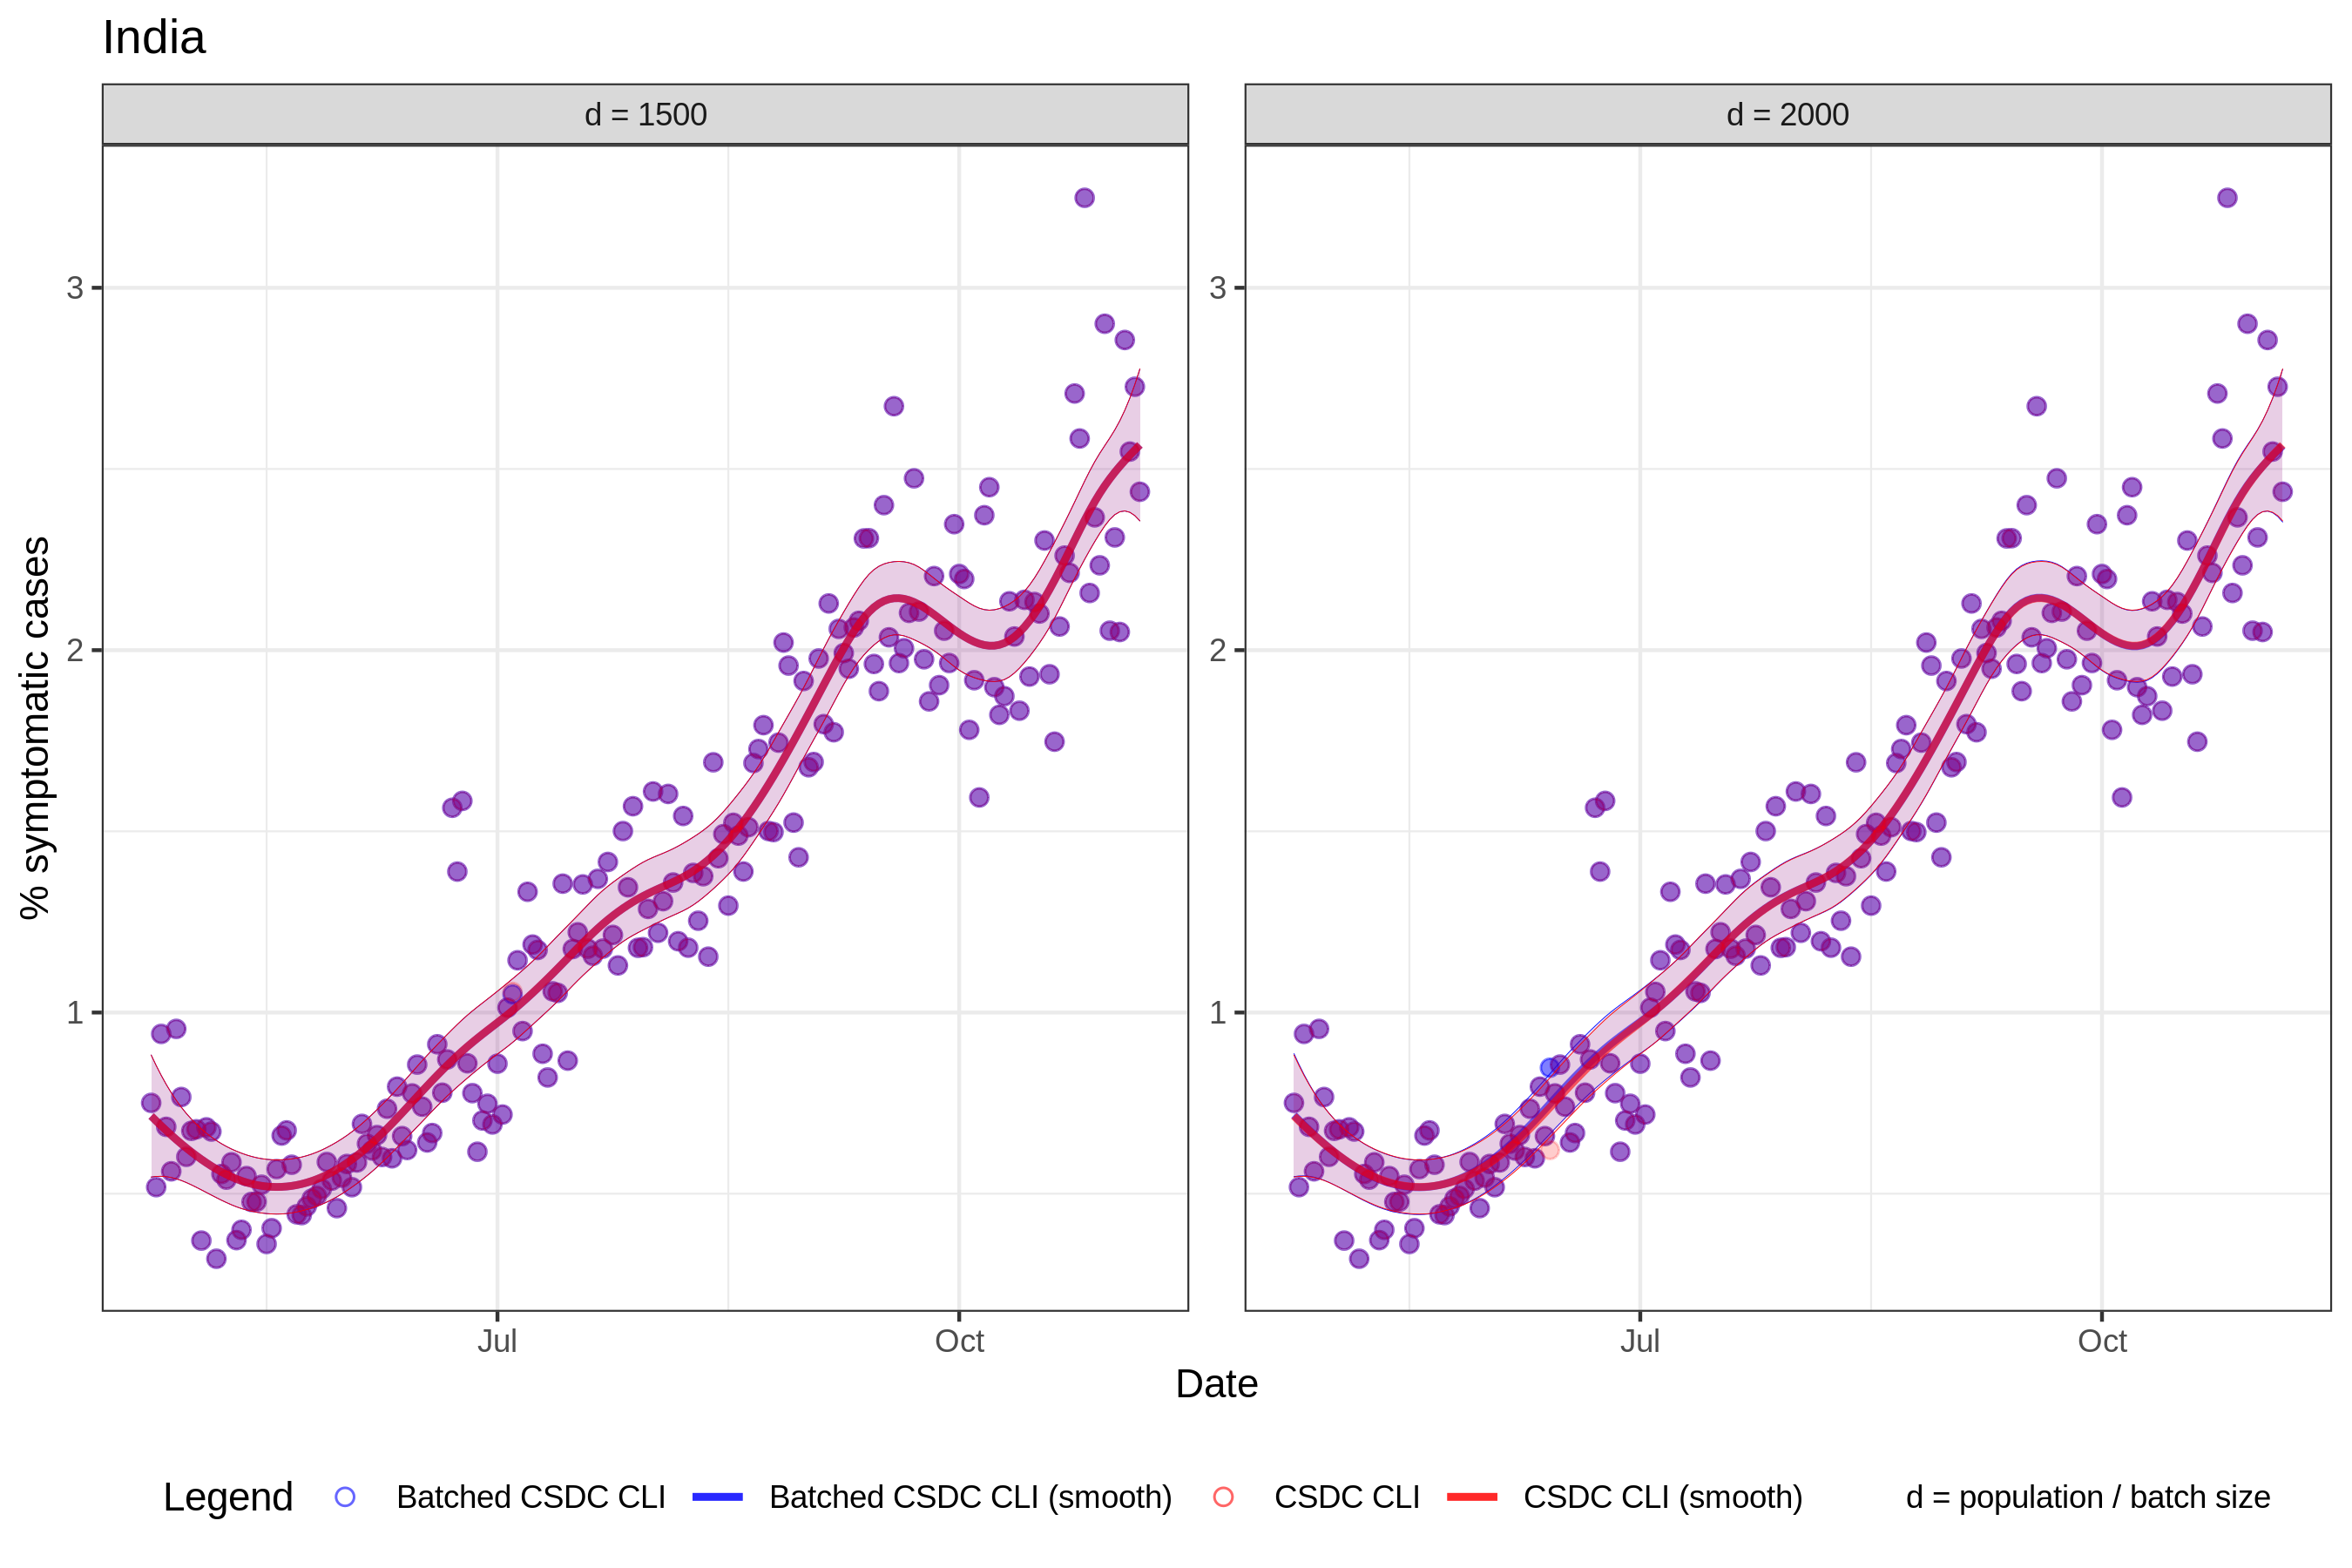 India
d = 1500
d = 2000
% symptomatic cases
3
2
1
3
2
1
Jul
Oct
Jul
Oct
Date
Legend
Batched CSDC CLI
Batched CSDC CLI (smooth)
CSDC CLI
CSDC CLI (smooth)
d = population / batch size